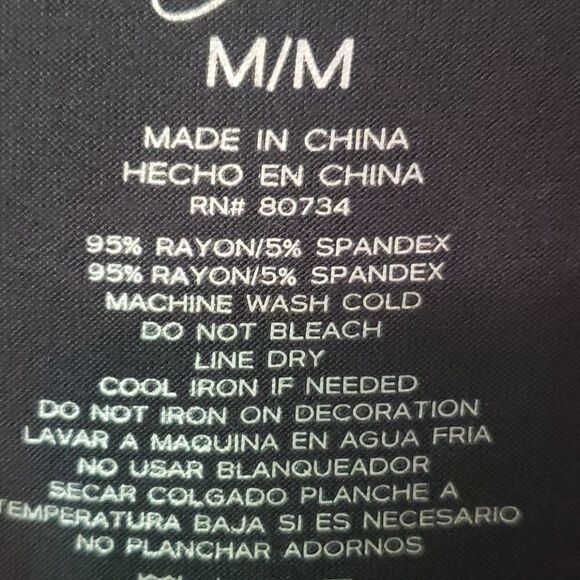 M/M
MADE IN CHINA
HECHO EN CHINA
RN# 80734
95% RAYON/5% SPANDEX
95% RAYON/5% SPANDEX
MACHINE WASH COLD
DO NOT BLEACH
LINE DRY
COOL IRON IF NEEDED
DO NOT IRON ON DECORATION
LAVAR A MAQUINA EN AGUA FRIA
NO USAR BLANQUEADOR
SECAR COLGADO PLANCHE A
TEMPERATURA BAJA SI ES NECESARIO
NO PLANCHAR ADORNOS